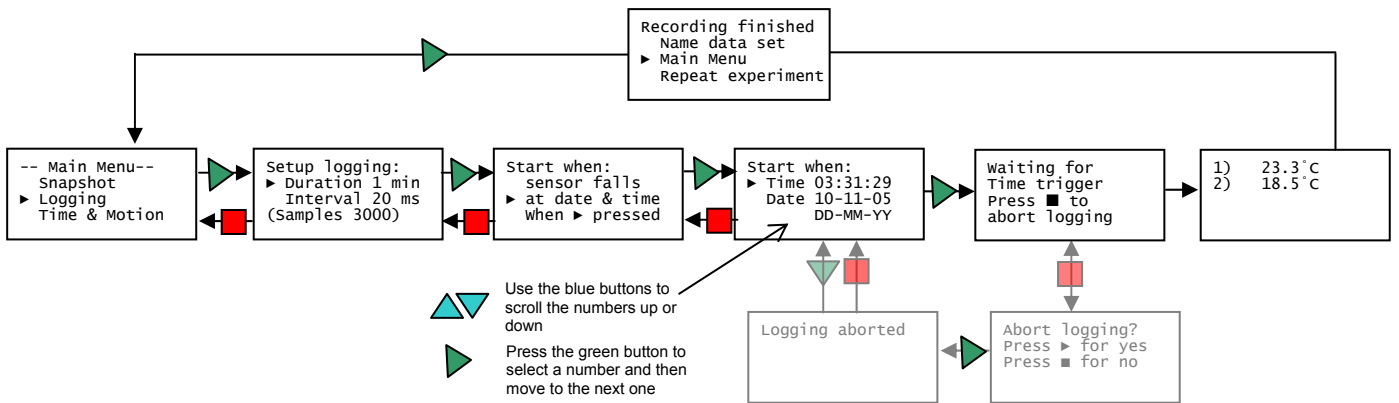 Recording finished
Name data set
► Main Menu
Repeat experiment
-- Main Menu--
Snapshot
► Logging
Time & Motion
Setup logging:
► Duration 1 min
Interval 20 ms
(Samples 3000)
Start when:
sensor falls
► at date & time
When ► pressed
Start when:
► Time 03:31:29
Date 10-11-05
DD-MM-YY
Waiting for
Time trigger
Press ■ to
abort logging
1) 23.3°C
2) 18.5°C
Use the blue buttons to
scroll the numbers up or
down
Press the green button to
select a number and then
move to the next one
Logging aborted
Abort logging?
Press ► for yes
Press ■ for no